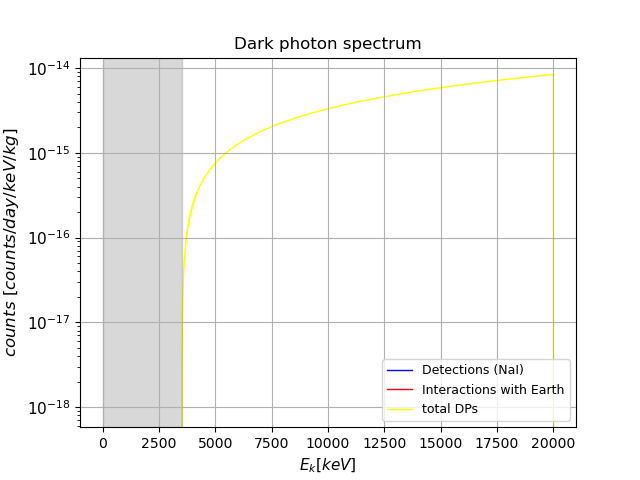 Dark photon spectrum
counts [counts/day/keV/kg]
10⁻¹⁴
10⁻¹⁵
10⁻¹⁶
10⁻¹⁷
10⁻¹⁸
Detections (NaI)
Interactions with Earth
total DPs
0 2500 5000 7500 10000 12500 15000 17500 20000
Eₖ[keV]